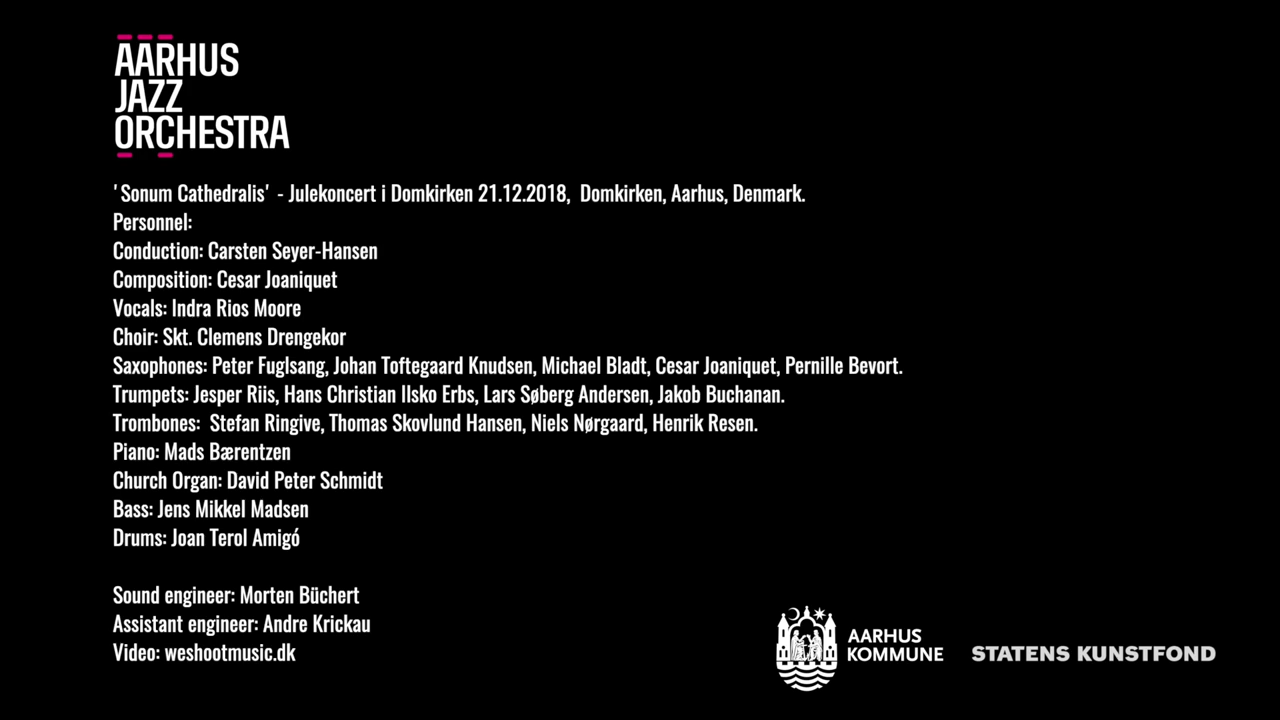 AARHUS
JAZZ
ORCHESTRA
'Sonum Cathedralis' - Julekoncert i Domkirken 21.12.2018, Domkirken, Aarhus, Denmark.
Personnel:
Conduction: Carsten Seyer-Hansen
Composition: Cesar Joaniquet
Vocals: Indra Rios Moore
Choir: Skt. Clemens Drengekor
Saxophones: Peter Fuglsang, Johan Toftegaard Knudsen, Michael Bladt, Cesar Joaniquet, Pernille Bevort.
Trumpets: Jesper Riis, Hans Christian Ilsko Erbs, Lars Søberg Andersen, Jakob Buchanan.
Trombones: Stefan Ringive, Thomas Skovlund Hansen, Niels Nørgaard, Henrik Resen.
Piano: Mads Bærentzen
Church Organ: David Peter Schmidt
Bass: Jens Mikkel Madsen
Drums: Joan Terol Amigó
Sound engineer: Morten Büchert
Assistant engineer: Andre Krickau
Video: weshootmusic.dk
AARHUS
KOMMUNE
STATENS KUNSTFOND